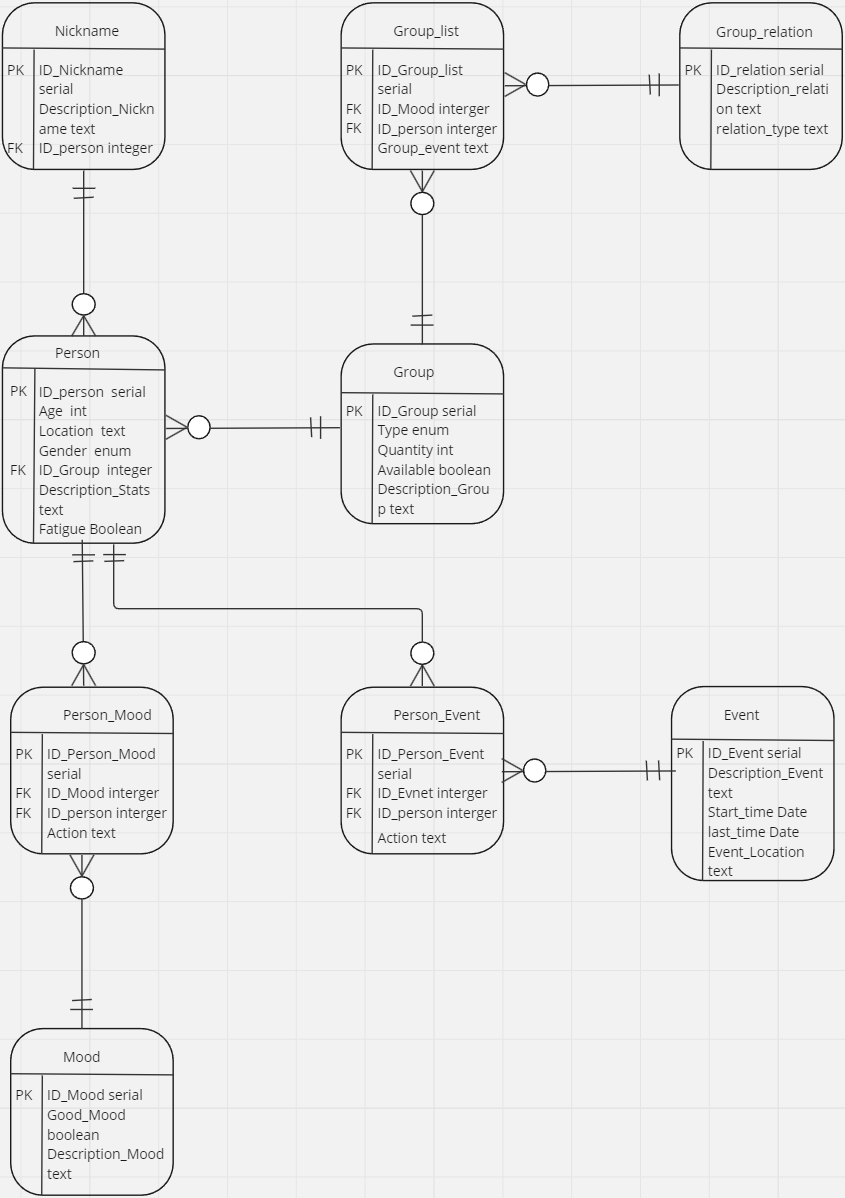 Nickname
PK ID_Nickname
serial
Description_Nickn
ame text
FK ID_person integer
Group_list
PK ID_Group_list
serial
FK ID_Mood interger
FK ID_person interger
Group_event text
Group_relation
PK ID_relation serial
Description_relati
on text
relation_type text
Person
PK ID_person serial
Age int
Location text
Gender enum
FK ID_Group integer
Description_Stats
text
Fatigue Boolean
Group
PK ID_Group serial
Type enum
Quantity int
Available boolean
Description_Grou
p text
Person_Mood
PK ID_Person_Mood
serial
FK ID_Mood interger
FK ID_person interger
Action text
Person_Event
PK ID_Person_Event
serial
FK ID_Evnet interger
FK ID_person interger
Action text
Event
PK ID_Event serial
Description_Event
text
Start_time Date
last_time Date
Event_Location
text
Mood
PK ID_Mood serial
Good_Mood
boolean
Description_Mood
text